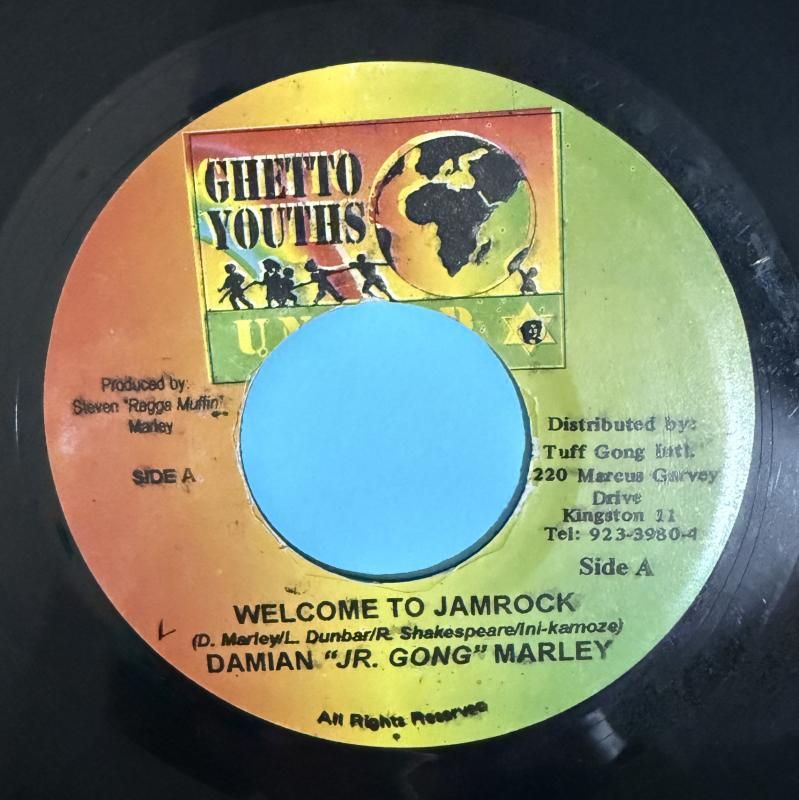 GHETTO
YOUTHS
Produced by:
Steven "Ragga Muffin"
Marley
SIDE A
Distributed by:
Tuff Gong Intl.
220 Marcus Garvey
Drive
Kingston 11
Tel: 923-3980-4
Side A
WELCOME TO JAMROCK
(D. Marley/L. Dunbar/R. Shakespeare/Ini-kamoze)
DAMIAN "JR. GONG" MARLEY
All Rights Reserved